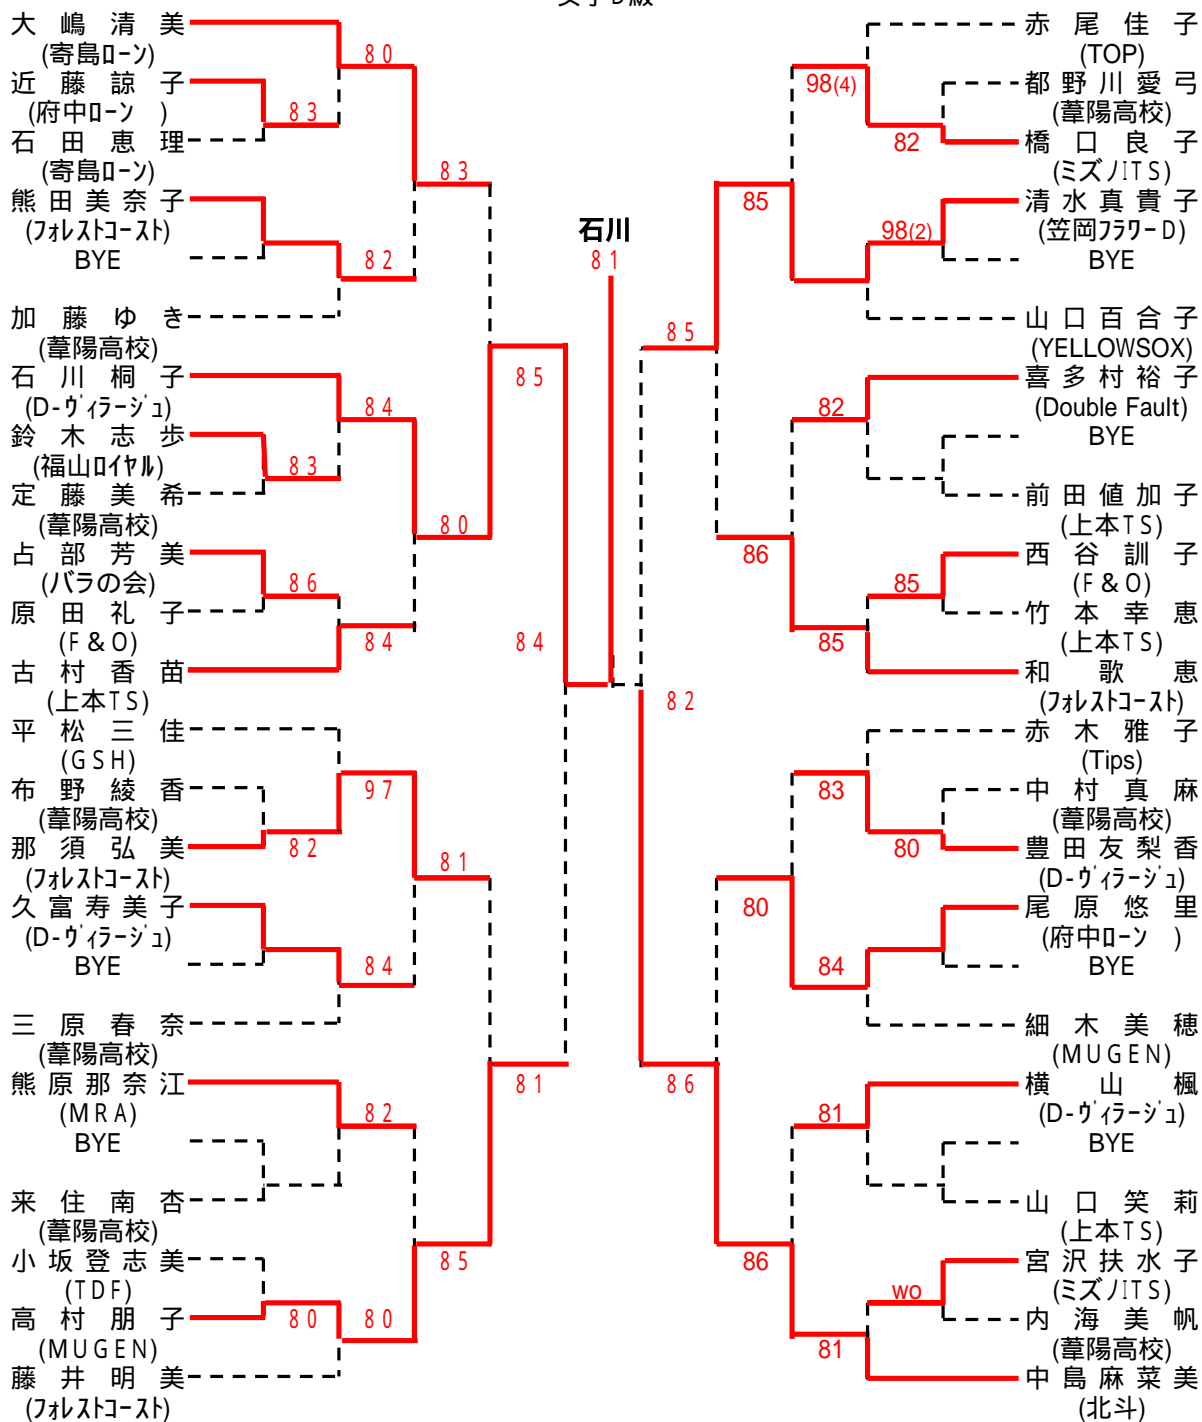 大嶋清美
(寄島ローン)
近藤諒子
(府中ローン )
石田恵理
(寄島ローン)
熊田美奈子
(フォレストコースト)
BYE
加藤ゆき
(葦陽高校)
石川桐子
(D-ヴィラージュ)
鈴木志歩
(福山ロイヤル)
定藤美希
(葦陽高校)
占部芳美
(バラの会)
原田礼子
(F&O)
古村香苗
(上本TS)
平松三佳
(GSH)
布野綾香
(葦陽高校)
那須弘美
(フォレストコースト)
久富寿美子
(D-ヴィラージュ)
BYE
三原春奈
(葦陽高校)
熊原那奈江
(MRA)
BYE
来住南杏
(葦陽高校)
小坂登志美
(TDF)
高村朋子
(MUGEN)
藤井明美
(フォレストコースト)
80
83
82
84
83
86
84
97
82
84
82
80
80
83
80
81
85
85
81
84
石川
81
85
82
86
85
86
80
86
98(4)
82
98(2)
82
85
85
83
80
84
81
wo
81
赤尾佳子
(TOP)
都野川愛弓
(葦陽高校)
橋口良子
(ミズノITS)
清水真貴子
(笠岡フラワーD)
BYE
山口百合子
(YELLOWSOX)
喜多村裕子
(Double Fault)
BYE
前田値加子
(上本TS)
西谷訓子
(F&O)
竹本幸恵
(上本TS)
和歌恵
(フォレストコースト)
赤木雅子
(Tips)
中村真麻
(葦陽高校)
豊田友梨香
(D-ヴィラージュ)
尾原悠里
(府中ローン )
BYE
細木美穂
(MUGEN)
横山楓
(D-ヴィラージュ)
BYE
山口笑莉
(上本TS)
宮沢扶水子
(ミズノITS)
内海美帆
(葦陽高校)
中島麻菜美
(北斗)